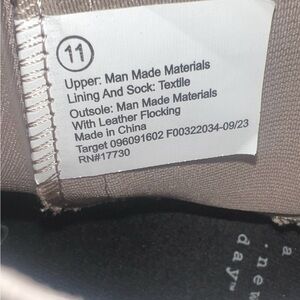 11
Upper: Man Made Materials
Lining And Sock: Textile
Outsole: Man Made Materials
With Leather Flocking
Made in China
Target 096091602 F00322034-09/23
RN#17730
a
.new
day™